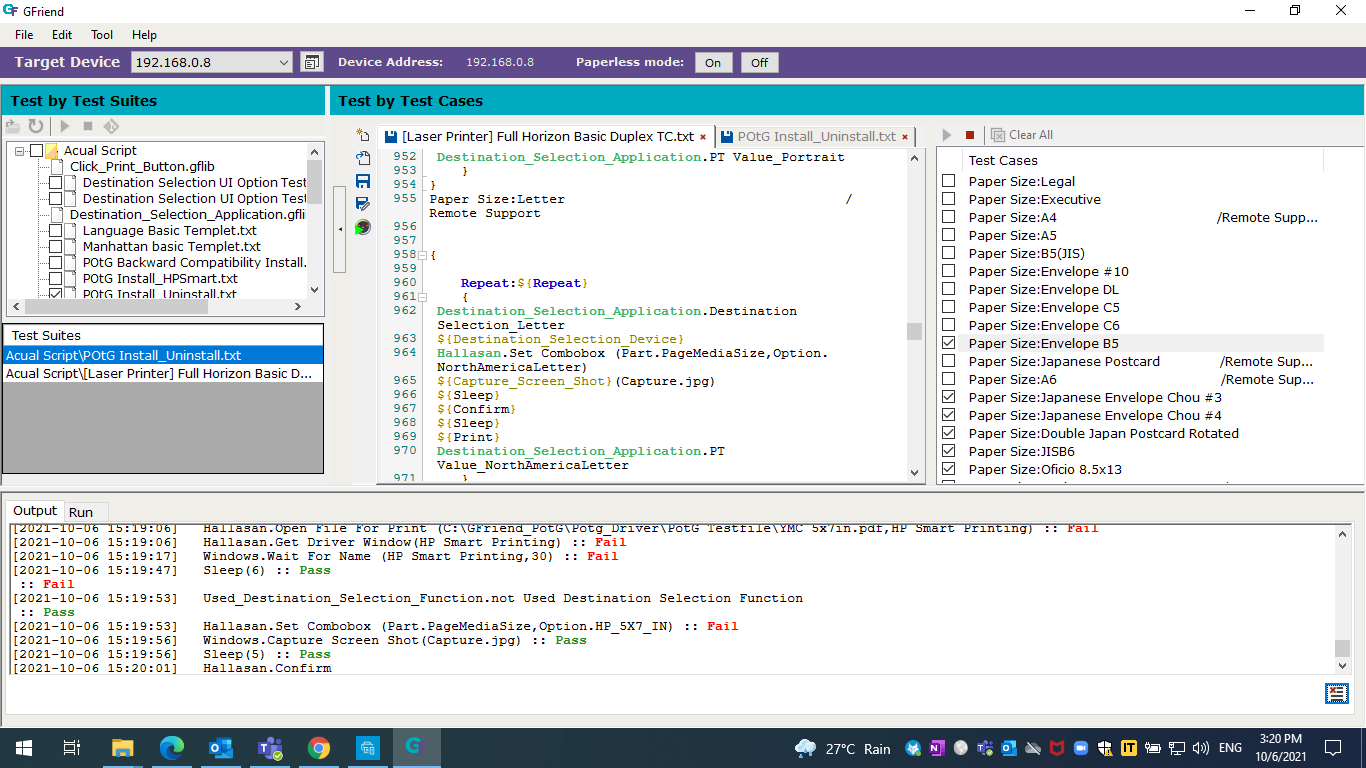 GFriend
File Edit Tool Help
Target Device 192.168.0.8 Device Address: 192.168.0.8 Paperless mode: On Off
Test by Test Suites
Acual Script
Click_Print_Button.gflib
Destination Selection UI Option Test
Destination Selection UI Option Test
Destination_Selection_Application.gfli
Language Basic Templet.txt
Manhattan basic Templet.txt
POtG Backward Compatibility Install.
POtG Install_HPSmart.txt
POtG Install_Uninstall.txt
Test Suites
Acual Script\POtG Install_Uninstall.txt
Acual Script\[Laser Printer] Full Horizon Basic D...
Test by Test Cases
[Laser Printer] Full Horizon Basic Duplex TC.txt × POtG Install_Uninstall.txt ×
952 Destination_Selection_Application.PT Value_Portrait
953 }
954 }
955 Paper Size:Letter /
Remote Support
956
957
958 {
959
960 Repeat:${Repeat}
961 {
962 Destination_Selection_Application.Destination
Selection_Letter
963 ${Destination_Selection_Device}
964 Hallasan.Set Combobox (Part.PageMediaSize,Option.
NorthAmericaLetter)
965 ${Capture_Screen_Shot}(Capture.jpg)
966 ${Sleep}
967 ${Confirm}
968 ${Sleep}
969 ${Print}
970 Destination_Selection_Application.PT
Value_NorthAmericaLetter
971 }
Clear All
Test Cases
Paper Size:Legal
Paper Size:Executive
Paper Size:A4 /Remote Supp...
Paper Size:A5
Paper Size:B5(JIS)
Paper Size:Envelope #10
Paper Size:Envelope DL
Paper Size:Envelope C5
Paper Size:Envelope C6
Paper Size:Envelope B5
Paper Size:Japanese Postcard /Remote Sup...
Paper Size:A6 /Remote Sup...
Paper Size:Japanese Envelope Chou #3
Paper Size:Japanese Envelope Chou #4
Paper Size:Double Japan Postcard Rotated
Paper Size:JISB6
Paper Size:Oficio 8.5x13
Output Run
[2021-10-06 15:19:06] Hallasan.Open File For Print (C:\GFriend_PotG\Potg_Driver\PotG Testfile\YMC 5x7in.pdf,HP Smart Printing) :: Fail
[2021-10-06 15:19:06] Hallasan.Get Driver Window(HP Smart Printing) :: Fail
[2021-10-06 15:19:17] Windows.Wait For Name (HP Smart Printing,30) :: Fail
[2021-10-06 15:19:47] Sleep(6) :: Pass
:: Fail
[2021-10-06 15:19:53] Used_Destination_Selection_Function.not Used Destination Selection Function
:: Pass
[2021-10-06 15:19:53] Hallasan.Set Combobox (Part.PageMediaSize,Option.HP_5X7_IN) :: Fail
[2021-10-06 15:19:56] Windows.Capture Screen Shot(Capture.jpg) :: Pass
[2021-10-06 15:19:56] Sleep(5) :: Pass
[2021-10-06 15:20:01] Hallasan.Confirm
27°C Rain ENG 3:20 PM
10/6/2021